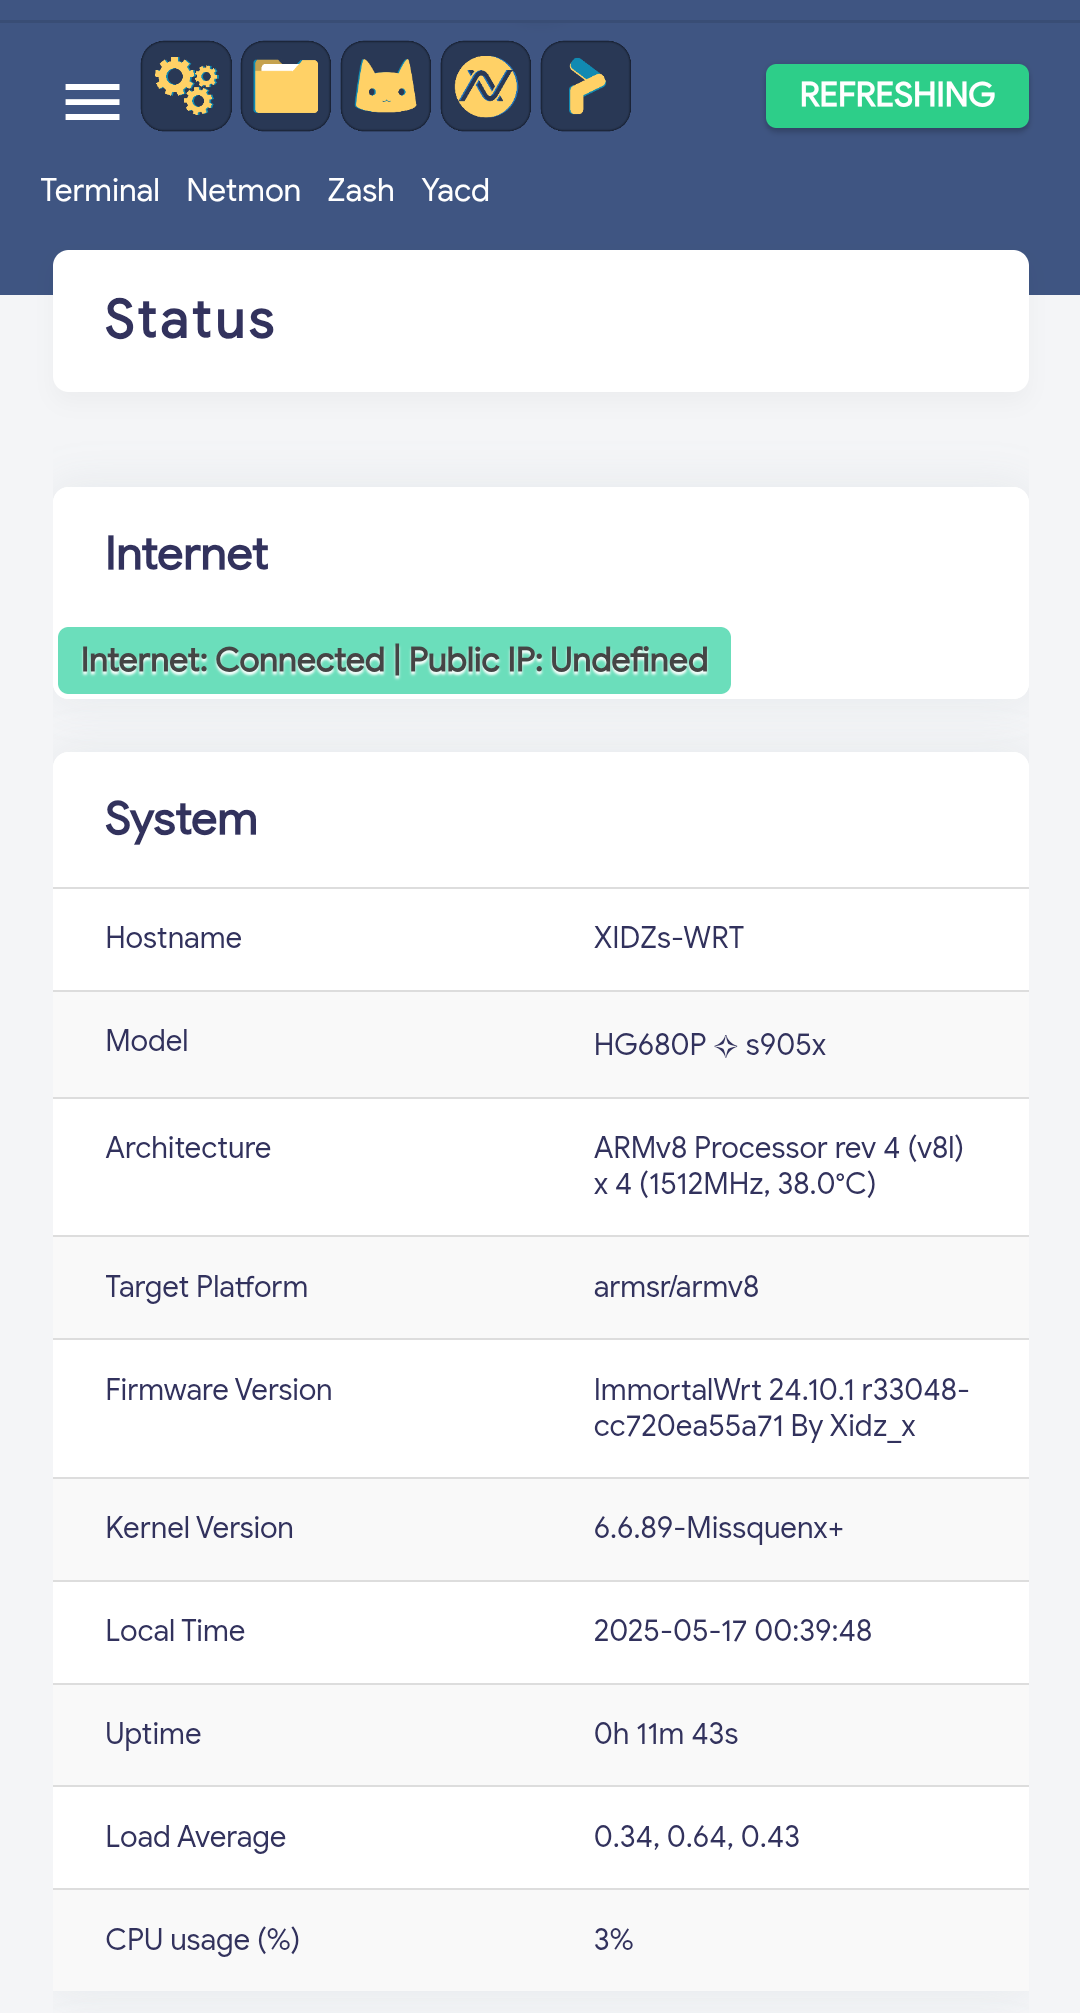 REFRESHING
Terminal Netmon Zash Yacd
Status
Internet
Internet: Connected | Public IP: Undefined
System
Hostname XIDZs-WRT
Model HG680P ✧ s905x
Architecture ARMv8 Processor rev 4 (v8l)
x 4 (1512MHz, 38.0°C)
Target Platform armsr/armv8
Firmware Version ImmortalWrt 24.10.1 r33048-
cc720ea55a71 By Xidz_x
Kernel Version 6.6.89-Missquenx+
Local Time 2025-05-17 00:39:48
Uptime 0h 11m 43s
Load Average 0.34, 0.64, 0.43
CPU usage (%) 3%